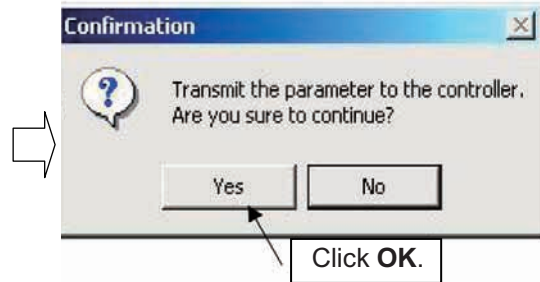 Confirmation
?
Transmit the parameter to the controller.
Are you sure to continue?
Yes No
Click OK.